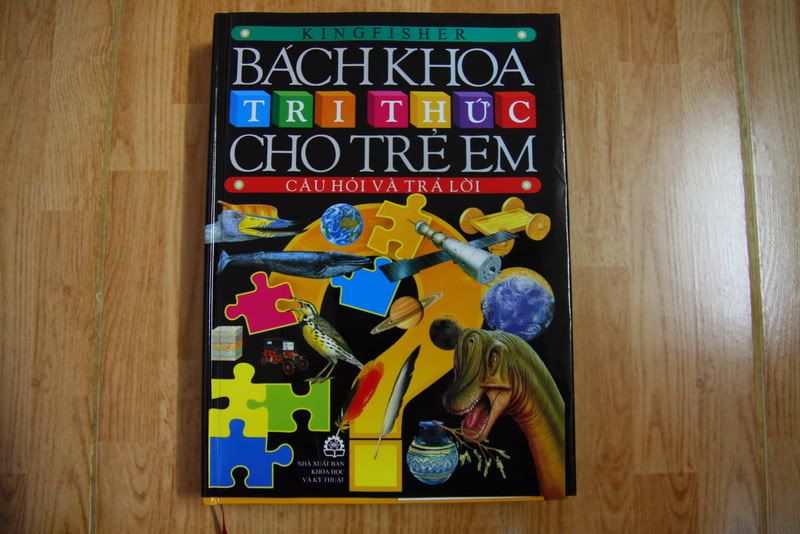 KINGFISHER
BÁCH KHOA
TRI THỨC
CHO TRẺ EM
CÂU HỎI VÀ TRẢ LỜI
NHÀ XUẤT BẢN
KHOA HỌC
VÀ KỸ THUẬT